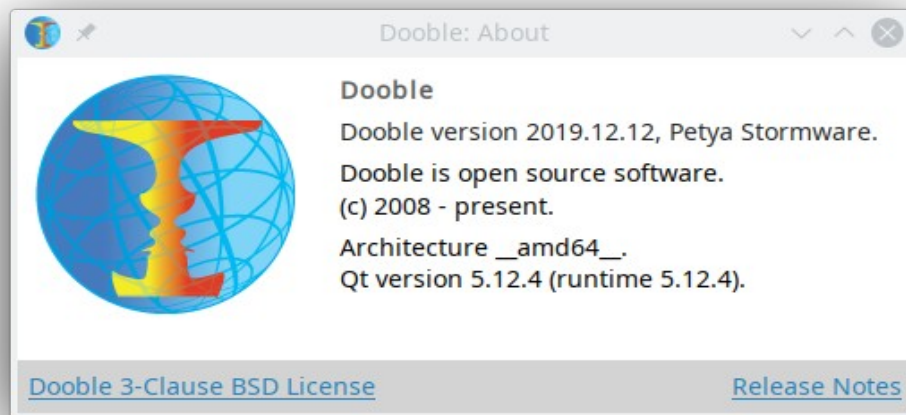 Dooble: About
Dooble
Dooble version 2019.12.12, Petya Stormware.
Dooble is open source software.
(c) 2008 - present.
Architecture __amd64__.
Qt version 5.12.4 (runtime 5.12.4).
Dooble 3-Clause BSD License
Release Notes